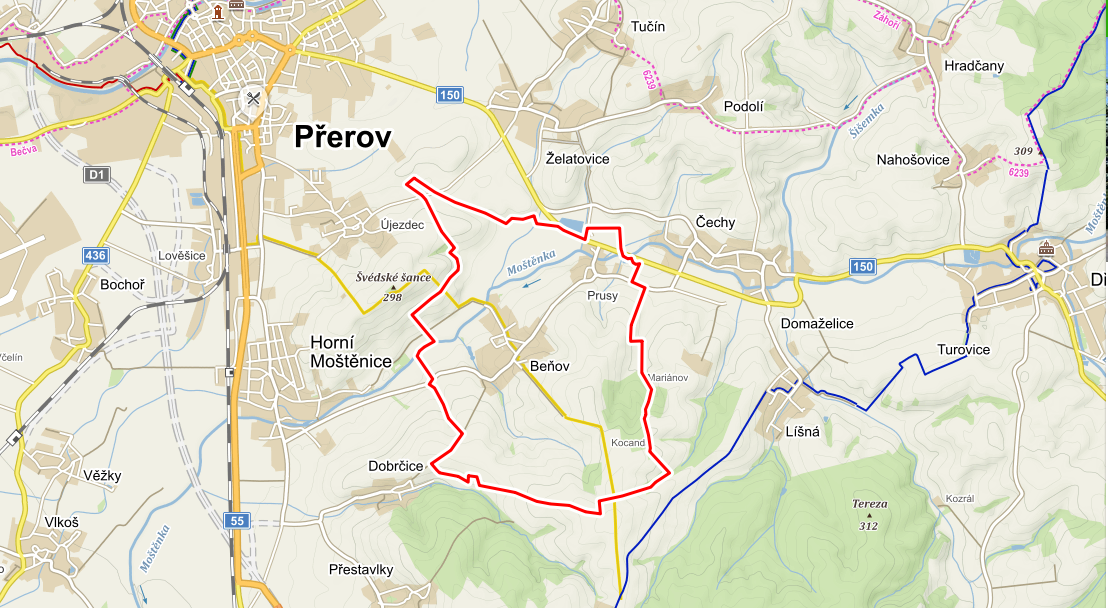 Tučín
Záhoří
Hradčany
6239
150
Podolí
Šišemka
Přerov
Bečva
Želatovice
Nahošovice
309
6239
D1
Moštěnka
Újezdec
Čechy
436
Lověšice
Švédské šance
298
Moštěnka
150
Bochoř
Prusy
Domaželice
Horní
Moštěnice
Beňov
Turovice
Mariánov
Líšná
Kocand
Dobrčice
Věžky
Tereza
312
Kozrál
Vlkoš
55
Moštěnka
Přestavlky